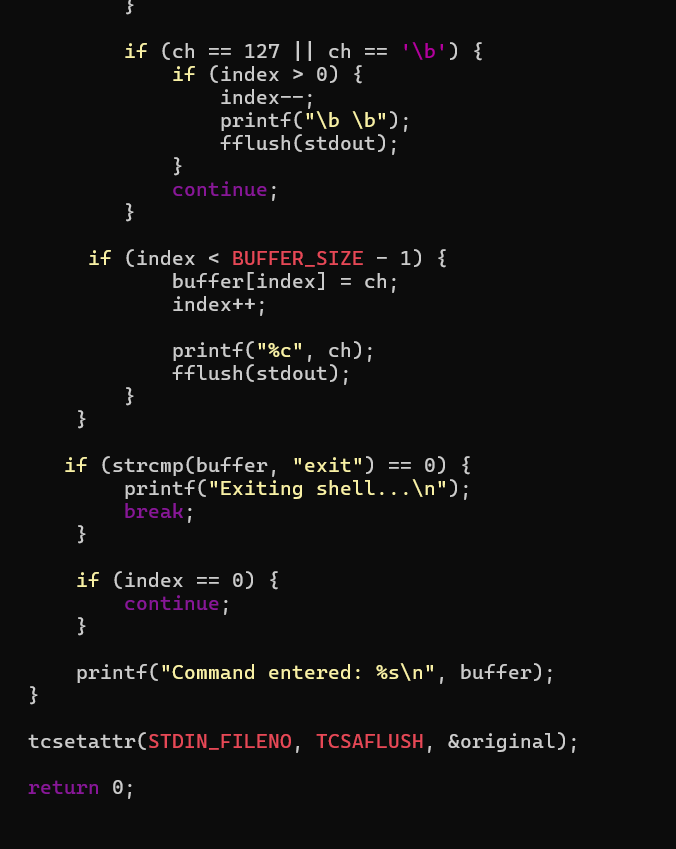 }
if (ch == 127 || ch == '\b') {
if (index > 0) {
index--;
printf("\b \b");
fflush(stdout);
}
continue;
}
if (index < BUFFER_SIZE - 1) {
buffer[index] = ch;
index++;
printf("%c", ch);
fflush(stdout);
}
}
if (strcmp(buffer, "exit") == 0) {
printf("Exiting shell...\n");
break;
}
if (index == 0) {
continue;
}
printf("Command entered: %s\n", buffer);
}
tcsetattr(STDIN_FILENO, TCSAFLUSH, &original);
return 0;